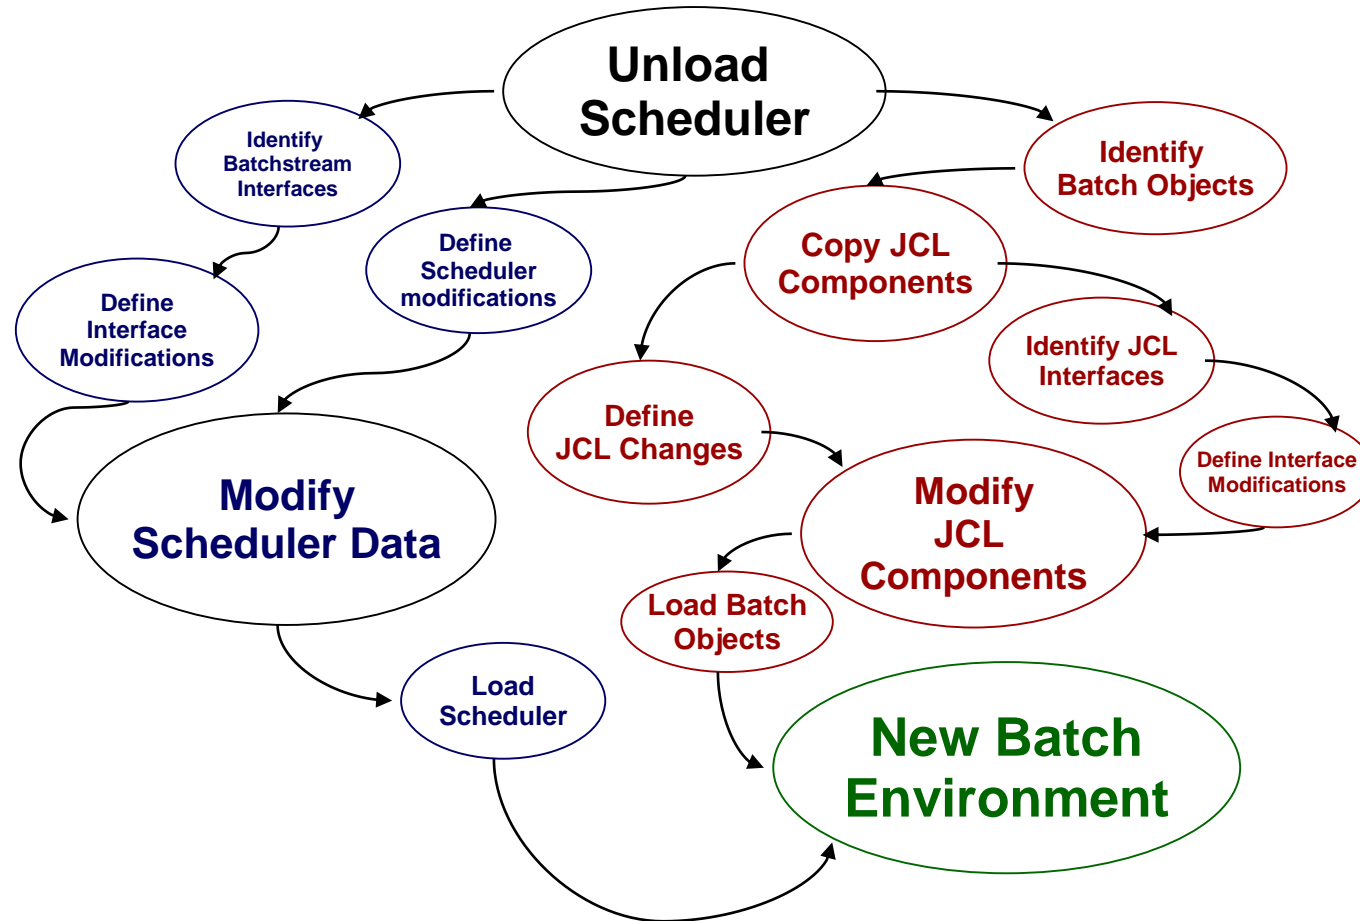 Unload
Scheduler
Identify
Batchstream
Interfaces
Identify
Batch Objects
Define
Scheduler
modifications
Copy JCL
Components
Define
Interface
Modifications
Identify JCL
Interfaces
Define
JCL Changes
Define Interface
Modifications
Modify
Scheduler Data
Modify
JCL
Components
Load Batch
Objects
Load
Scheduler
New Batch
Environment